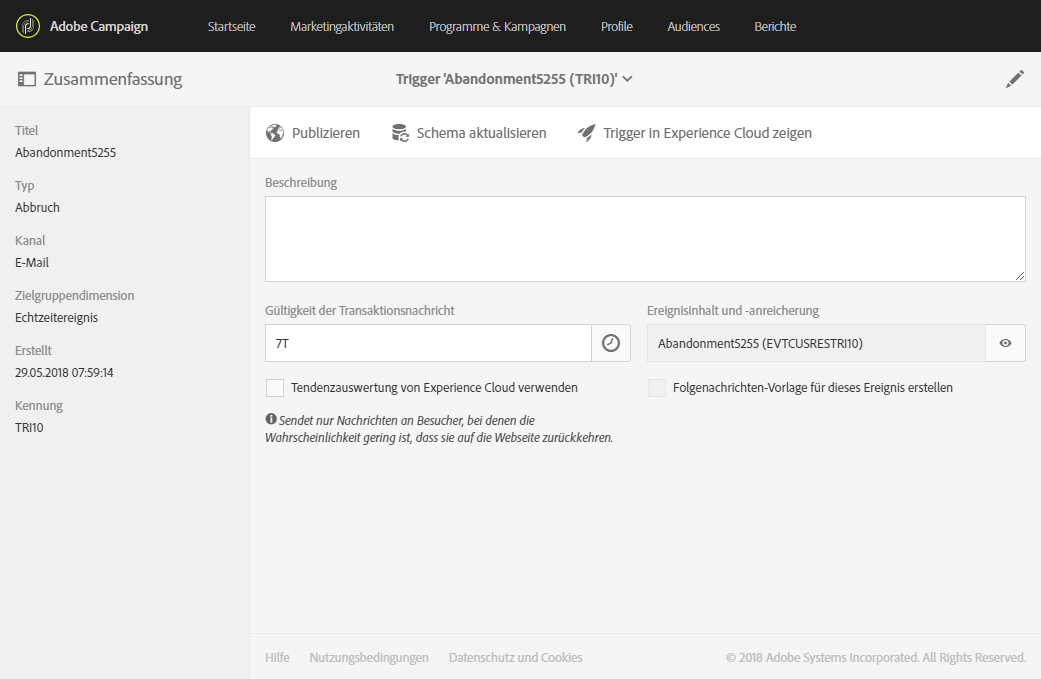 Adobe Campaign
Startseite
Marketingaktivitäten
Programme & Kampagnen
Profile
Audiences
Berichte
Zusammenfassung
Trigger 'Abandonment5255 (TRI10)'
Titel
Abandonment5255
Typ
Abbruch
Kanal
E-Mail
Zielgruppendimension
Echtzeitereignis
Erstellt
29.05.2018 07:59:14
Kennung
TRI10
Publizieren
Schema aktualisieren
Trigger in Experience Cloud zeigen
Beschreibung
Gültigkeit der Transaktionsnachricht
7T
Ereignisinhalt und -anreicherung
Abandonment5255 (EVTCUSRESTRI10)
Tendenzauswertung von Experience Cloud verwenden
Folgenachrichten-Vorlage für dieses Ereignis erstellen
Sendet nur Nachrichten an Besucher, bei denen die
Wahrscheinlichkeit gering ist, dass sie auf die Webseite zurückkehren.
Hilfe
Nutzungsbedingungen
Datenschutz und Cookies
© 2018 Adobe Systems Incorporated. All Rights Reserved.